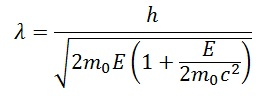 λ = h / √(2m₀E (1 + E / 2m₀c²))